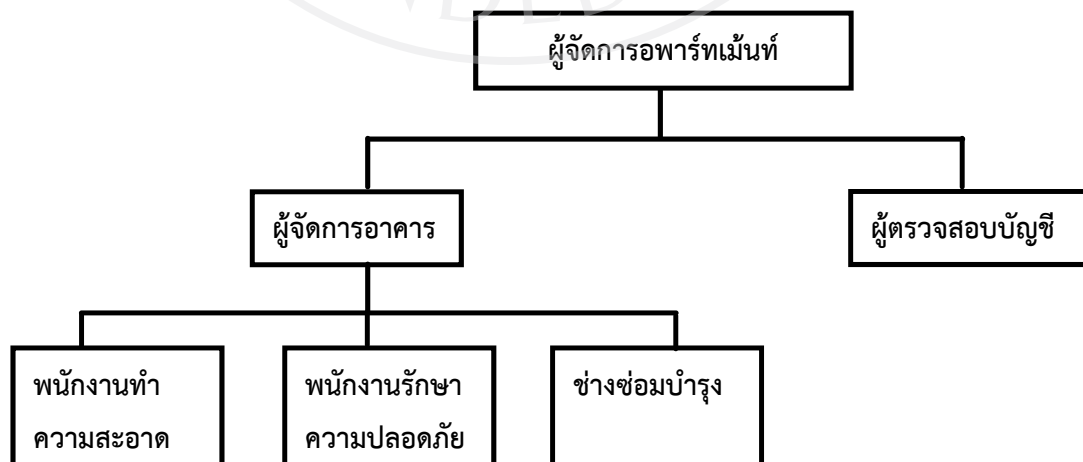 ผู้จัดการอพาร์ทเม้นท์
ผู้จัดการอาคาร
ผู้ตรวจสอบบัญชี
พนักงานทำ
ความสะอาด
พนักงานรักษา
ความปลอดภัย
ช่างซ่อมบำรุง